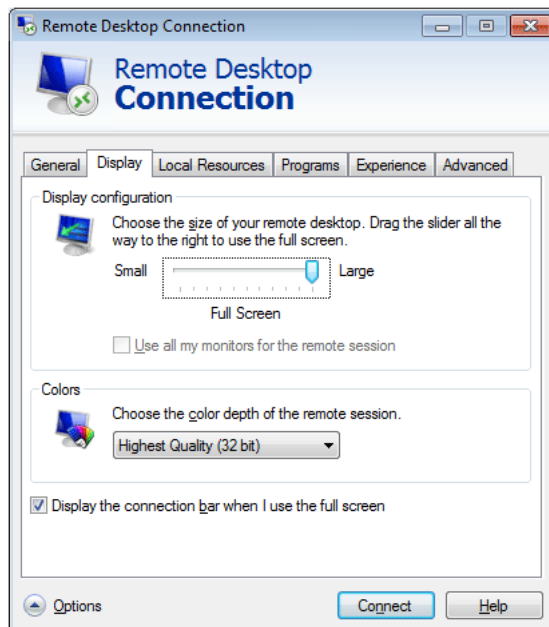 Remote Desktop Connection
Remote Desktop
Connection
General Display Local Resources Programs Experience Advanced
Display configuration
Choose the size of your remote desktop. Drag the slider all the
way to the right to use the full screen.
Small Large
Full Screen
Use all my monitors for the remote session
Colors
Choose the color depth of the remote session.
Highest Quality (32 bit)
Display the connection bar when I use the full screen
Options Connect Help